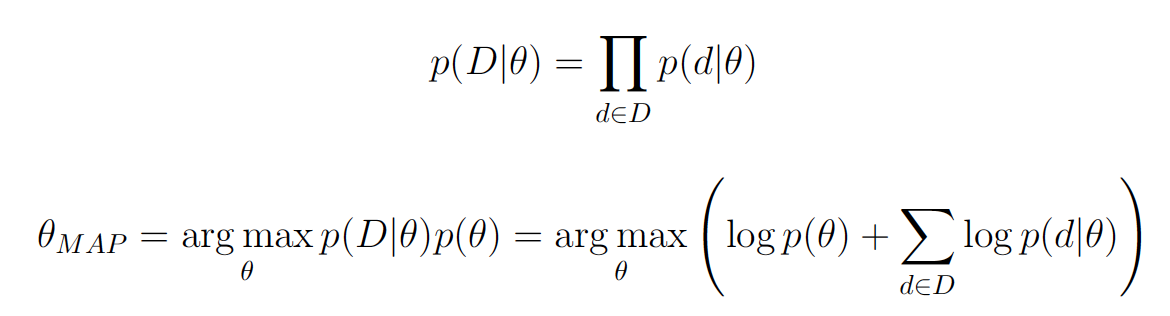 p(D|θ) = ∏_{d∈D} p(d|θ)
θ_{MAP} = arg max_θ p(D|θ)p(θ) = arg max_θ ( log p(θ) + ∑_{d∈D} log p(d|θ) )